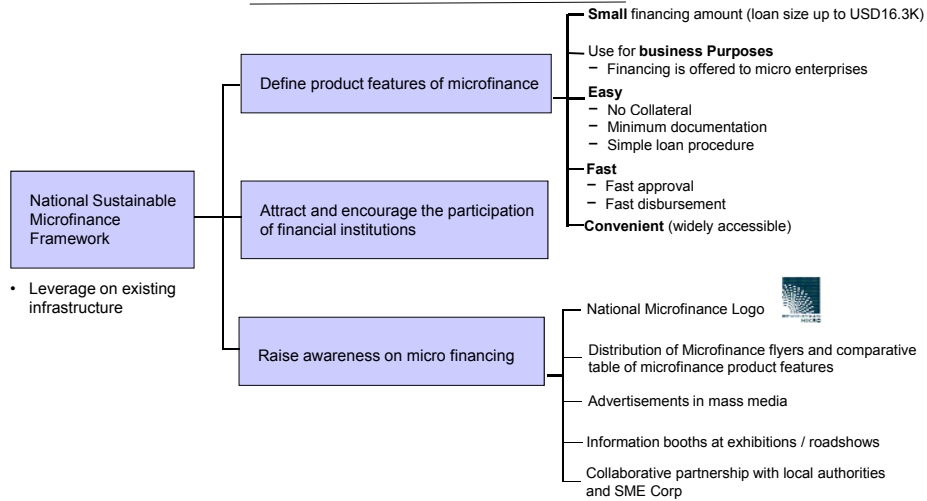 National Sustainable
Microfinance
Framework
• Leverage on existing
infrastructure
Define product features of microfinance
Small financing amount (loan size up to USD16.3K)
Use for business Purposes
− Financing is offered to micro enterprises
Easy
− No Collateral
− Minimum documentation
− Simple loan procedure
Fast
− Fast approval
− Fast disbursement
Convenient (widely accessible)
Attract and encourage the participation
of financial institutions
Raise awareness on micro financing
National Microfinance Logo
Distribution of Microfinance flyers and comparative
table of microfinance product features
Advertisements in mass media
Information booths at exhibitions / roadshows
Collaborative partnership with local authorities
and SME Corp